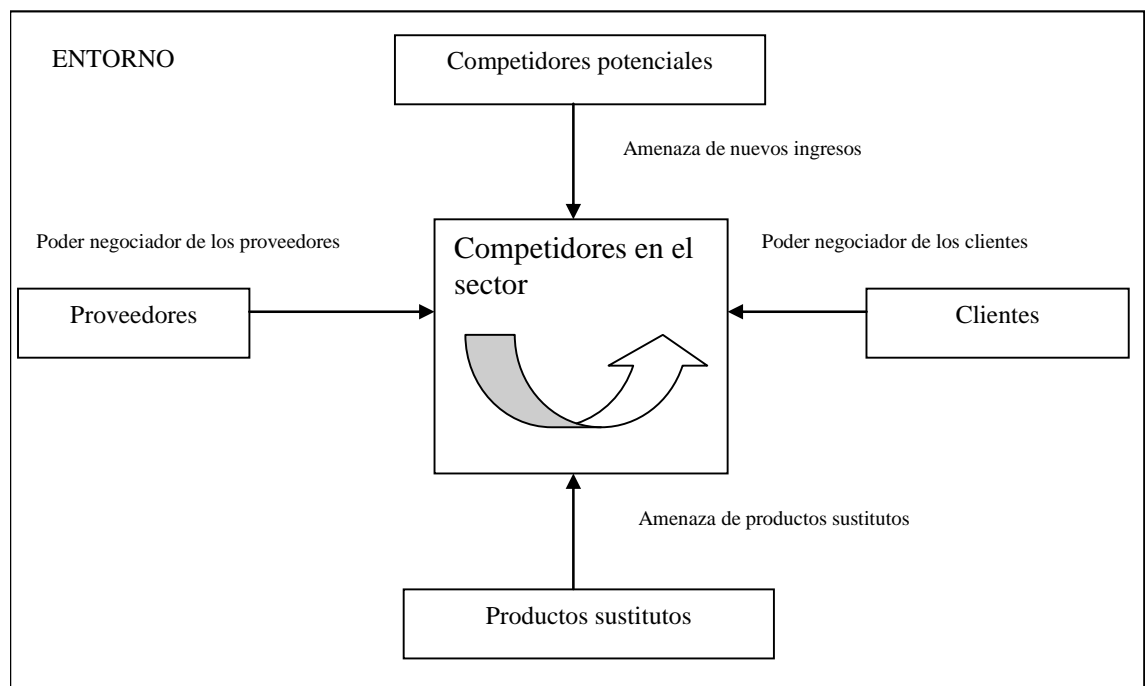 ENTORNO
Competidores potenciales
Amenaza de nuevos ingresos
Poder negociador de los proveedores
Competidores en el
sector
Poder negociador de los clientes
Proveedores
Clientes
Amenaza de productos sustitutos
Productos sustitutos